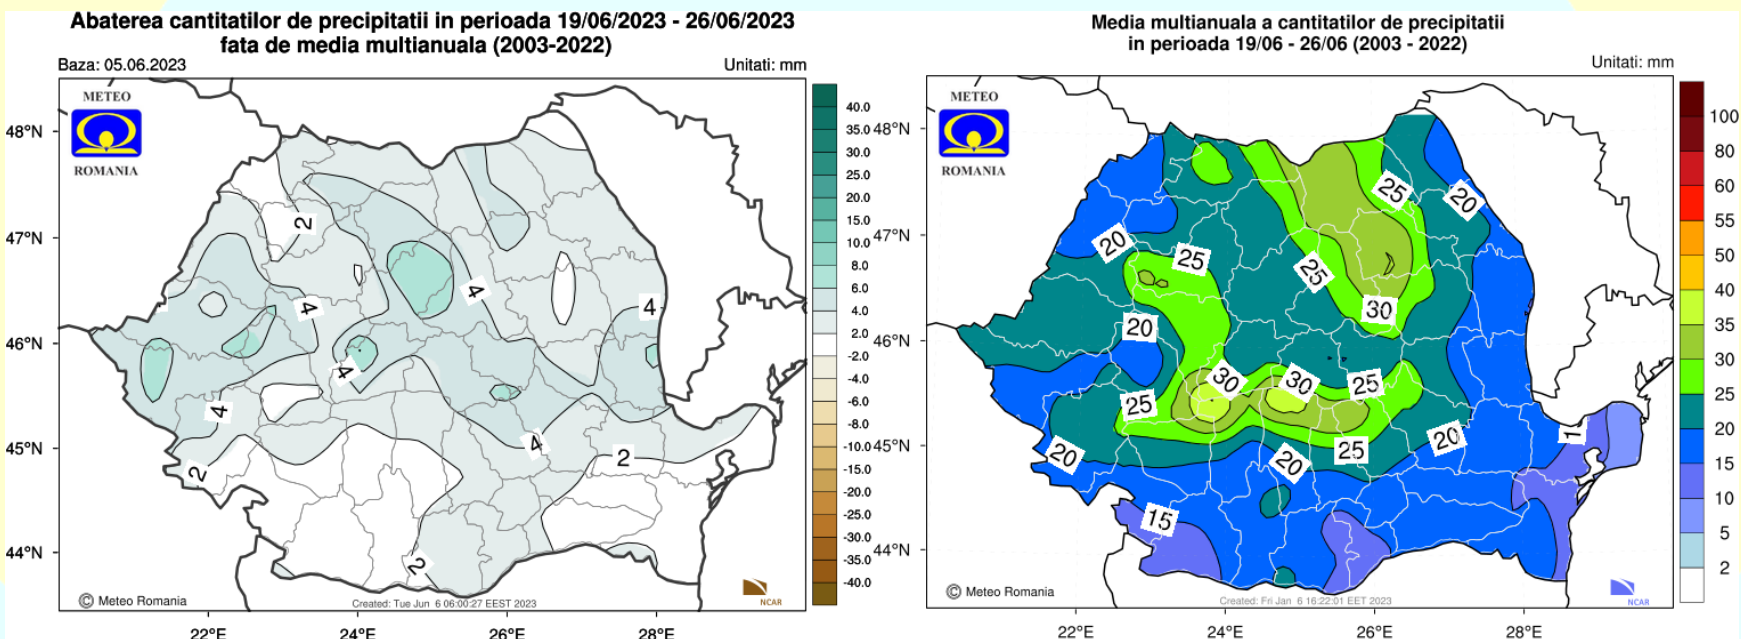 Abaterea cantitatilor de precipitatii in perioada 19/06/2023 - 26/06/2023
fata de media multianuala (2003-2022)
Baza: 05.06.2023
Unitati: mm
METEO
ROMANIA
48°N
47°N
46°N
45°N
44°N
2
4
4
4
4
4
2
4
2
2
40.0
35.0
30.0
25.0
20.0
15.0
10.0
8.0
6.0
4.0
2.0
-2.0
-4.0
-6.0
-8.0
-10.0
-15.0
-20.0
-25.0
-30.0
-35.0
-40.0
© Meteo Romania
Created: Tue Jun 6 06:00:27 EEST 2023
NCAR
22°E
24°E
26°E
28°E
Media multianuala a cantitatilor de precipitatii
in perioada 19/06 - 26/06 (2003 - 2022)
Unitati: mm
METEO
ROMANIA
48°N
47°N
46°N
45°N
44°N
25
20
20
25
25
30
20
30
30
25
25
1
20
25
20
20
15
100
80
60
55
50
40
35
30
25
20
15
10
5
2
© Meteo Romania
Created: Fri Jan 6 16:22:01 EET 2023
NCAR
22°E
24°E
26°E
28°E